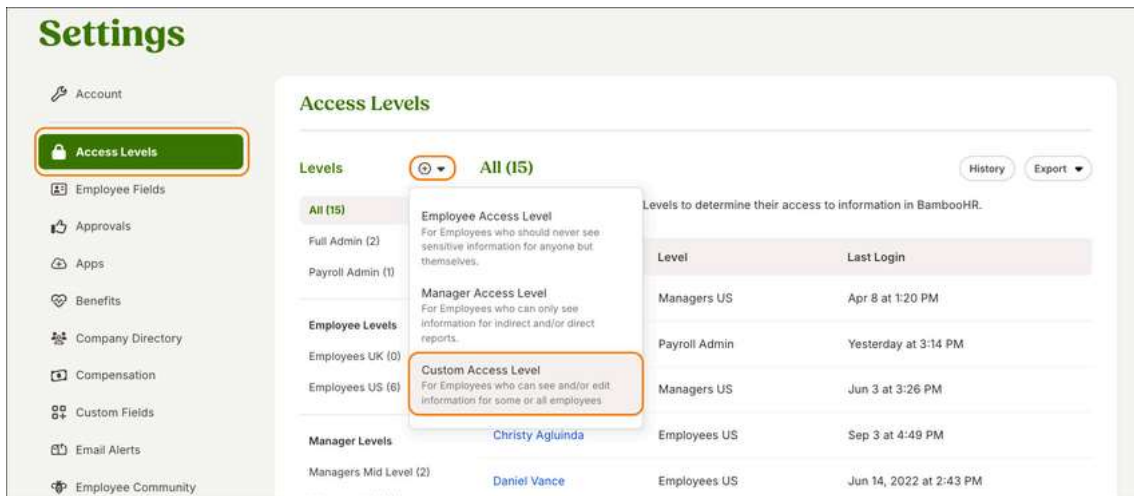 Settings
Account
Access Levels
Employee Fields
Approvals
Apps
Benefits
Company Directory
Compensation
Custom Fields
Email Alerts
Employee Community
Access Levels
Levels
All (15)
Full Admin (2)
Payroll Admin (1)
Employee Levels
Employees UK (0)
Employees US (6)
Manager Levels
Managers Mid Level (2)
Employee Access Level
For Employees who should never see
sensitive information for anyone but
themselves.
Manager Access Level
For Employees who can only see
information for indirect and/or direct
reports.
Custom Access Level
For Employees who can see and/or edit
information for some or all employees
All (15)
History
Export
Levels to determine their access to information in BambooHR.
Level Last Login
Managers US Apr 8 at 1:20 PM
Payroll Admin Yesterday at 3:14 PM
Managers US Jun 3 at 3:26 PM
Christy Agluinda Employees US Sep 3 at 4:49 PM
Daniel Vance Employees US Jun 14, 2022 at 2:43 PM